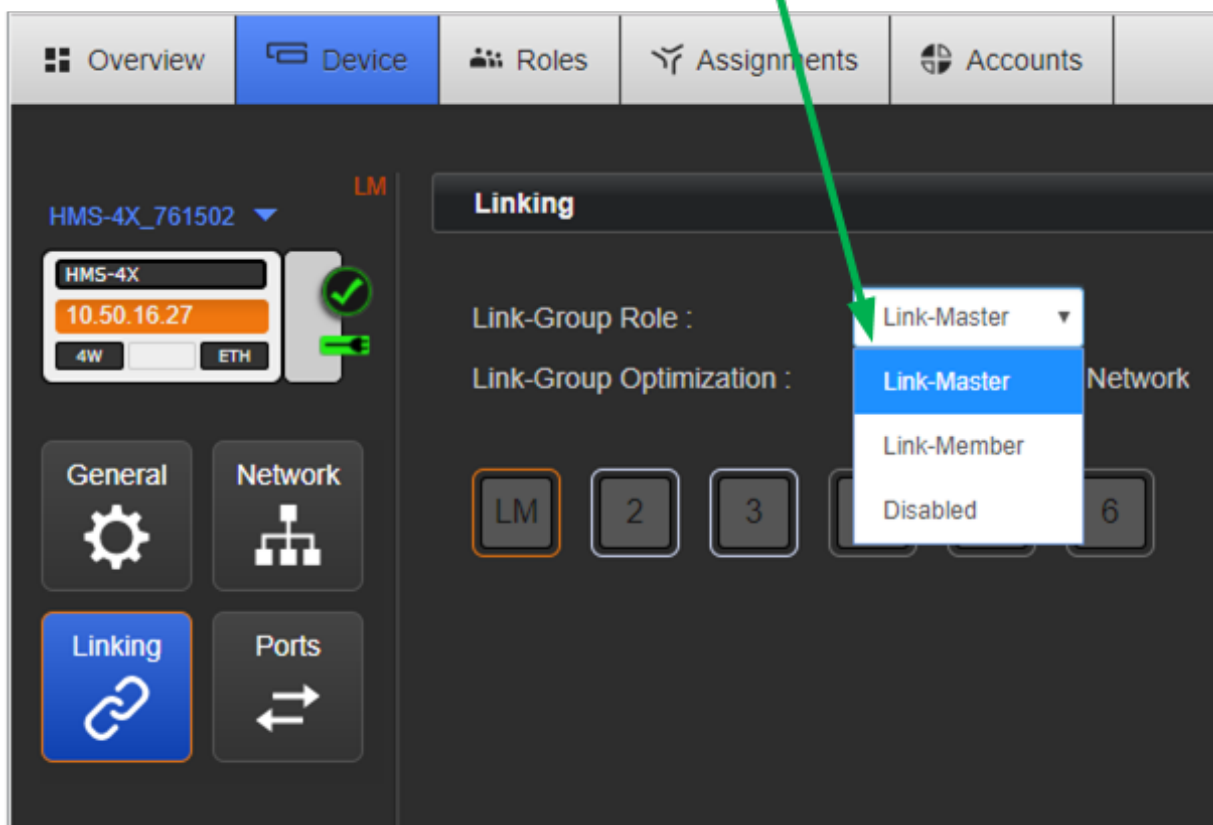 Overview Device Roles Assignments Accounts
LM
HMS-4X_761502
HMS-4X
10.50.16.27
4W ETH
General Network
Linking Ports
Linking
Link-Group Role : Link-Master
Link-Group Optimization : Network
Link-Master
Link-Member
Disabled
LM 2 3 6